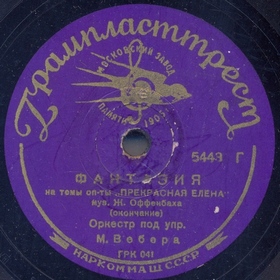 Грампласттрест
МОСКОВСКИЙ ЗАВОД
ПАМЯТИ 1905 г.
5449 Г
ФАНТАЗИЯ
на темы оп-ты „ПРЕКРАСНАЯ ЕЛЕНА"
муз. Ж. Оффенбаха
(окончание)
Оркестр под упр.
М. Вебера
ГРК 041
НАРКОММАШ СССР